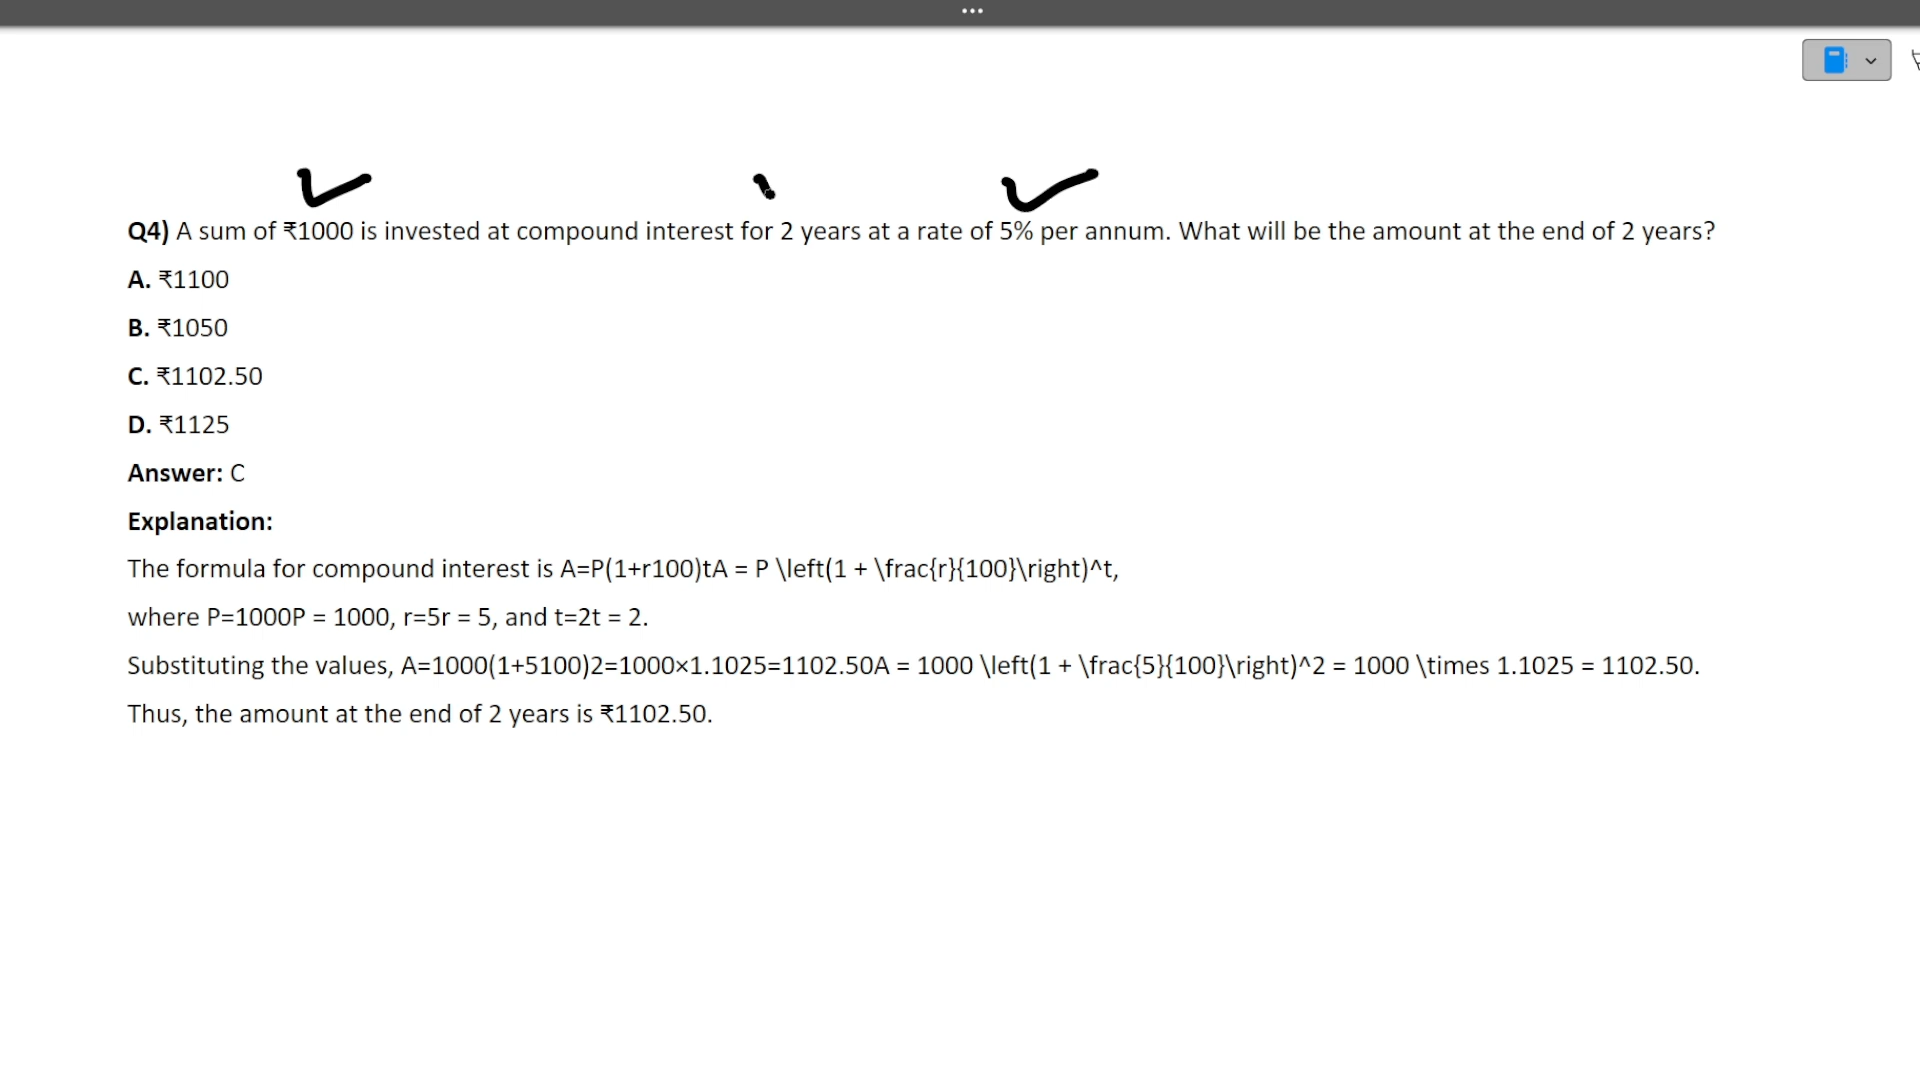 Q4) A sum of ₹1000 is invested at compound interest for 2 years at a rate of 5% per annum. What will be the amount at the end of 2 years?
A. ₹1100
B. ₹1050
C. ₹1102.50
D. ₹1125
Answer: C
Explanation:
The formula for compound interest is A=P(1+r100)tA = P \left(1 + \frac{r}{100}\right)^t,
where P=1000P = 1000, r=5r = 5, and t=2t = 2.
Substituting the values, A=1000(1+5100)2=1000×1.1025=1102.50A = 1000 \left(1 + \frac{5}{100}\right)^2 = 1000 \times 1.1025 = 1102.50.
Thus, the amount at the end of 2 years is ₹1102.50.